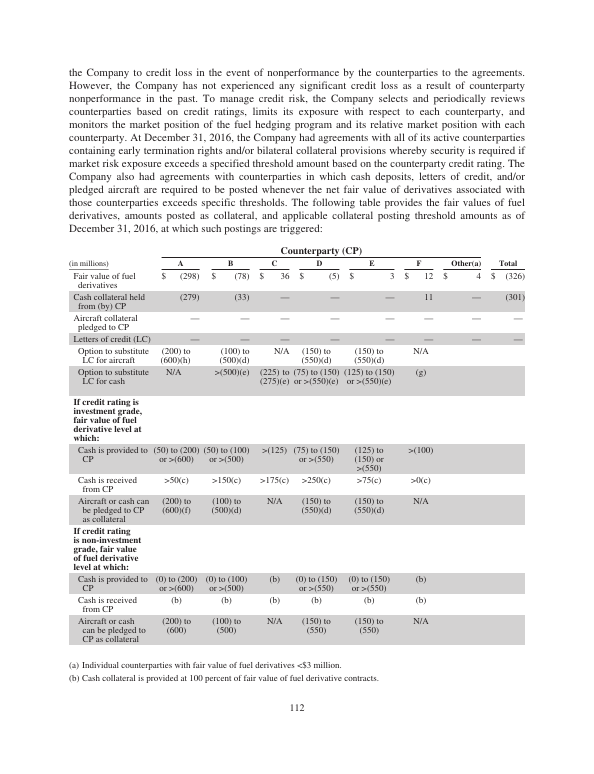 the Company to credit loss in the event of nonperformance by the counterparties to the agreements.
However, the Company has not experienced any significant credit loss as a result of counterparty
nonperformance in the past. To manage credit risk, the Company selects and periodically reviews
counterparties based on credit ratings, limits its exposure with respect to each counterparty, and
monitors the market position of the fuel hedging program and its relative market position with each
counterparty. At December 31, 2016, the Company had agreements with all of its active counterparties
containing early termination rights and/or bilateral collateral provisions whereby security is required if
market risk exposure exceeds a specified threshold amount based on the counterparty credit rating. The
Company also had agreements with counterparties in which cash deposits, letters of credit, and/or
pledged aircraft are required to be posted whenever the net fair value of derivatives associated with
those counterparties exceeds specific thresholds. The following table provides the fair values of fuel
derivatives, amounts posted as collateral, and applicable collateral posting threshold amounts as of
December 31, 2016, at which such postings are triggered:
Counterparty (CP)
(in millions) A B C D E F Other(a) Total
Fair value of fuel $ (298) $ (78) $ 36 $ (5) $ 3 $ 12 $ 4 $ (326)
derivatives
Cash collateral held (279) (33) — — — 11 — (301)
from (by) CP
Aircraft collateral — — — — — — — —
pledged to CP
Letters of credit (LC) — — — — — — — —
Option to substitute (200) to (100) to N/A (150) to (150) to N/A
LC for aircraft (600)(h) (500)(d) (550)(d) (550)(d)
Option to substitute N/A >(500)(e) (225) to (75) to (150) (125) to (150) (g)
LC for cash (275)(e) or >(550)(e) or >(550)(e)
If credit rating is
investment grade,
fair value of fuel
derivative level at
which:
Cash is provided to (50) to (200) (50) to (100) >(125) (75) to (150) (125) to >(100)
CP or >(600) or >(500) or >(550) (150) or
>(550)
Cash is received >50(c) >150(c) >175(c) >250(c) >75(c) >0(c)
from CP
Aircraft or cash can (200) to (100) to N/A (150) to (150) to N/A
be pledged to CP (600)(f) (500)(d) (550)(d) (550)(d)
as collateral
If credit rating
is non-investment
grade, fair value
of fuel derivative
level at which:
Cash is provided to (0) to (200) (0) to (100) (b) (0) to (150) (0) to (150) (b)
CP or >(600) or >(500) or >(550) or >(550)
Cash is received (b) (b) (b) (b) (b) (b)
from CP
Aircraft or cash (200) to (100) to N/A (150) to (150) to N/A
can be pledged to (600) (500) (550) (550)
CP as collateral
(a) Individual counterparties with fair value of fuel derivatives <$3 million.
(b) Cash collateral is provided at 100 percent of fair value of fuel derivative contracts.
112